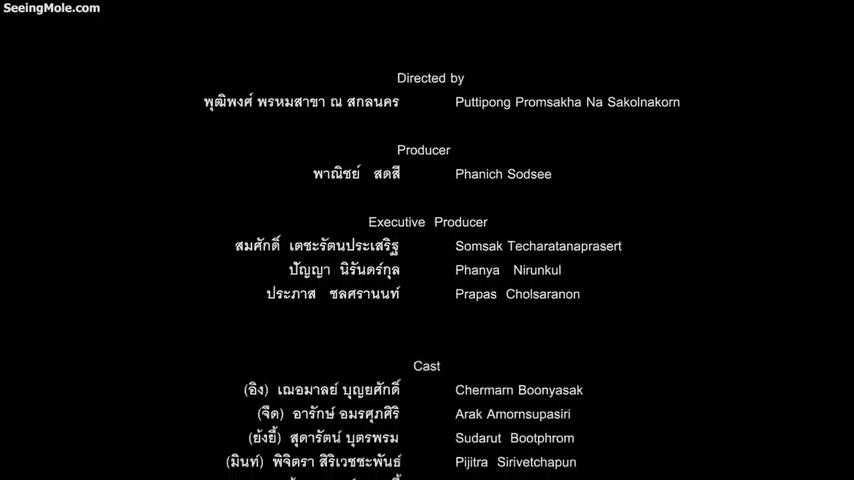 SeeingMole.com
Directed by
พุฒิพงศ์ พรหมสาขา ณ สกลนคร Puttipong Promsakha Na Sakolnakorn
Producer
พาณิชย์ สดสี Phanich Sodsee
Executive Producer
สมศักดิ์ เตชะรัตนประเสริฐ Somsak Techaratanaprasert
ปัญญา นิรันดร์กุล Phanya Nirunkul
ประภาส ชลศรานนท์ Prapas Cholsaranon
Cast
(อิง) เฌอมาลย์ บุญยศักดิ์ Chermarn Boonyasak
(จี๊ด) อารักษ์ อมรศุภศิริ Arak Amornsupasiri
(ย้งยี้) สุดารัตน์ บุตรพรม Sudarut Bootphrom
(มินท์) พิจิตรา สิริเวชชะพันธ์ Pijitra Sirivetchapun